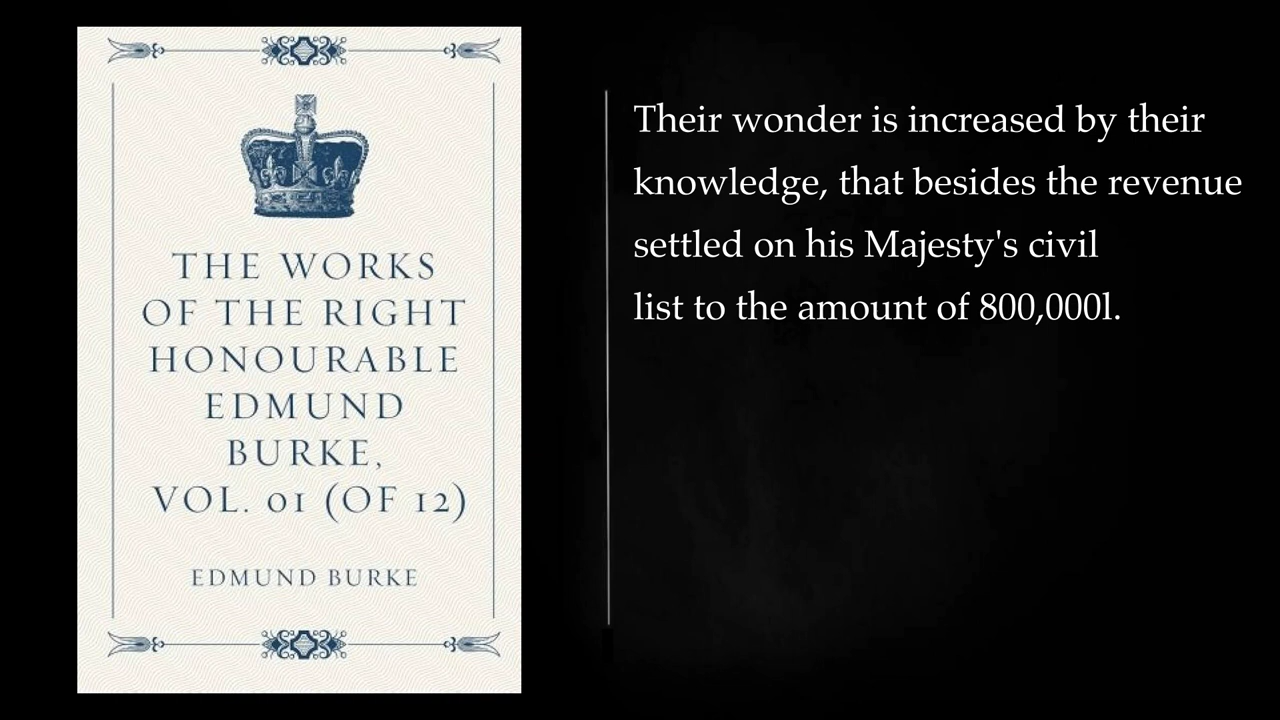 THE WORKS
OF THE RIGHT
HONOURABLE
EDMUND
BURKE,
VOL. 01 (OF 12)
EDMUND BURKE
Their wonder is increased by their
knowledge, that besides the revenue
settled on his Majesty's civil
list to the amount of 800,000l.